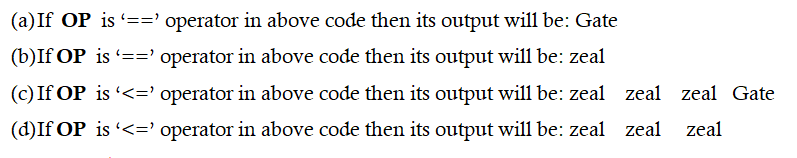 (a)If OP is ‘==’ operator in above code then its output will be: Gate
(b)If OP is ‘==’ operator in above code then its output will be: zeal
(c)If OP is ‘<=’ operator in above code then its output will be: zeal zeal zeal Gate
(d)If OP is ‘<=’ operator in above code then its output will be: zeal zeal zeal